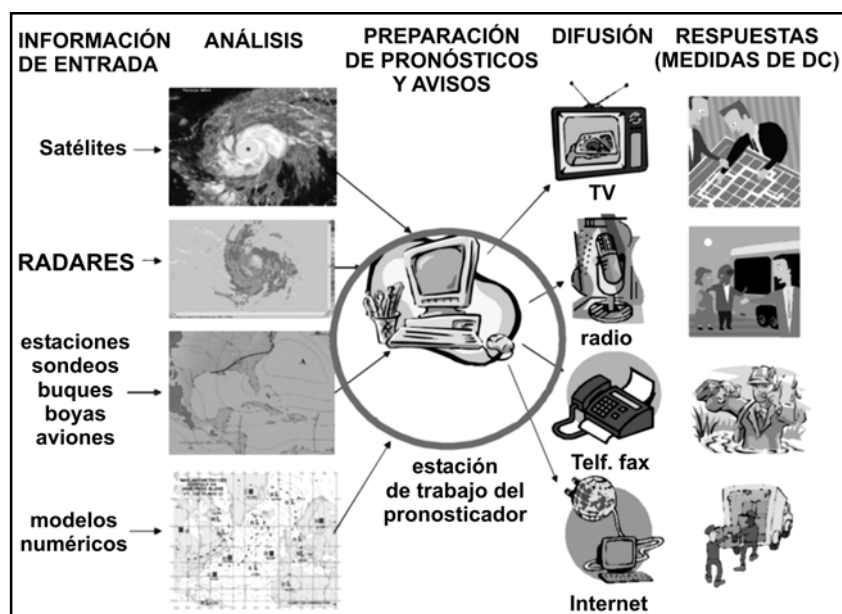 INFORMACIÓN
DE ENTRADA
ANÁLISIS
PREPARACIÓN
DE PRONÓSTICOS
Y AVISOS
DIFUSIÓN
RESPUESTAS
(MEDIDAS DE DC)
Satélites
RADARES
estaciones
sondeos
buques
boyas
aviones
modelos
numéricos
A
estación
de trabajo del
pronosticador
TV
radio
Telf. fax
Internet